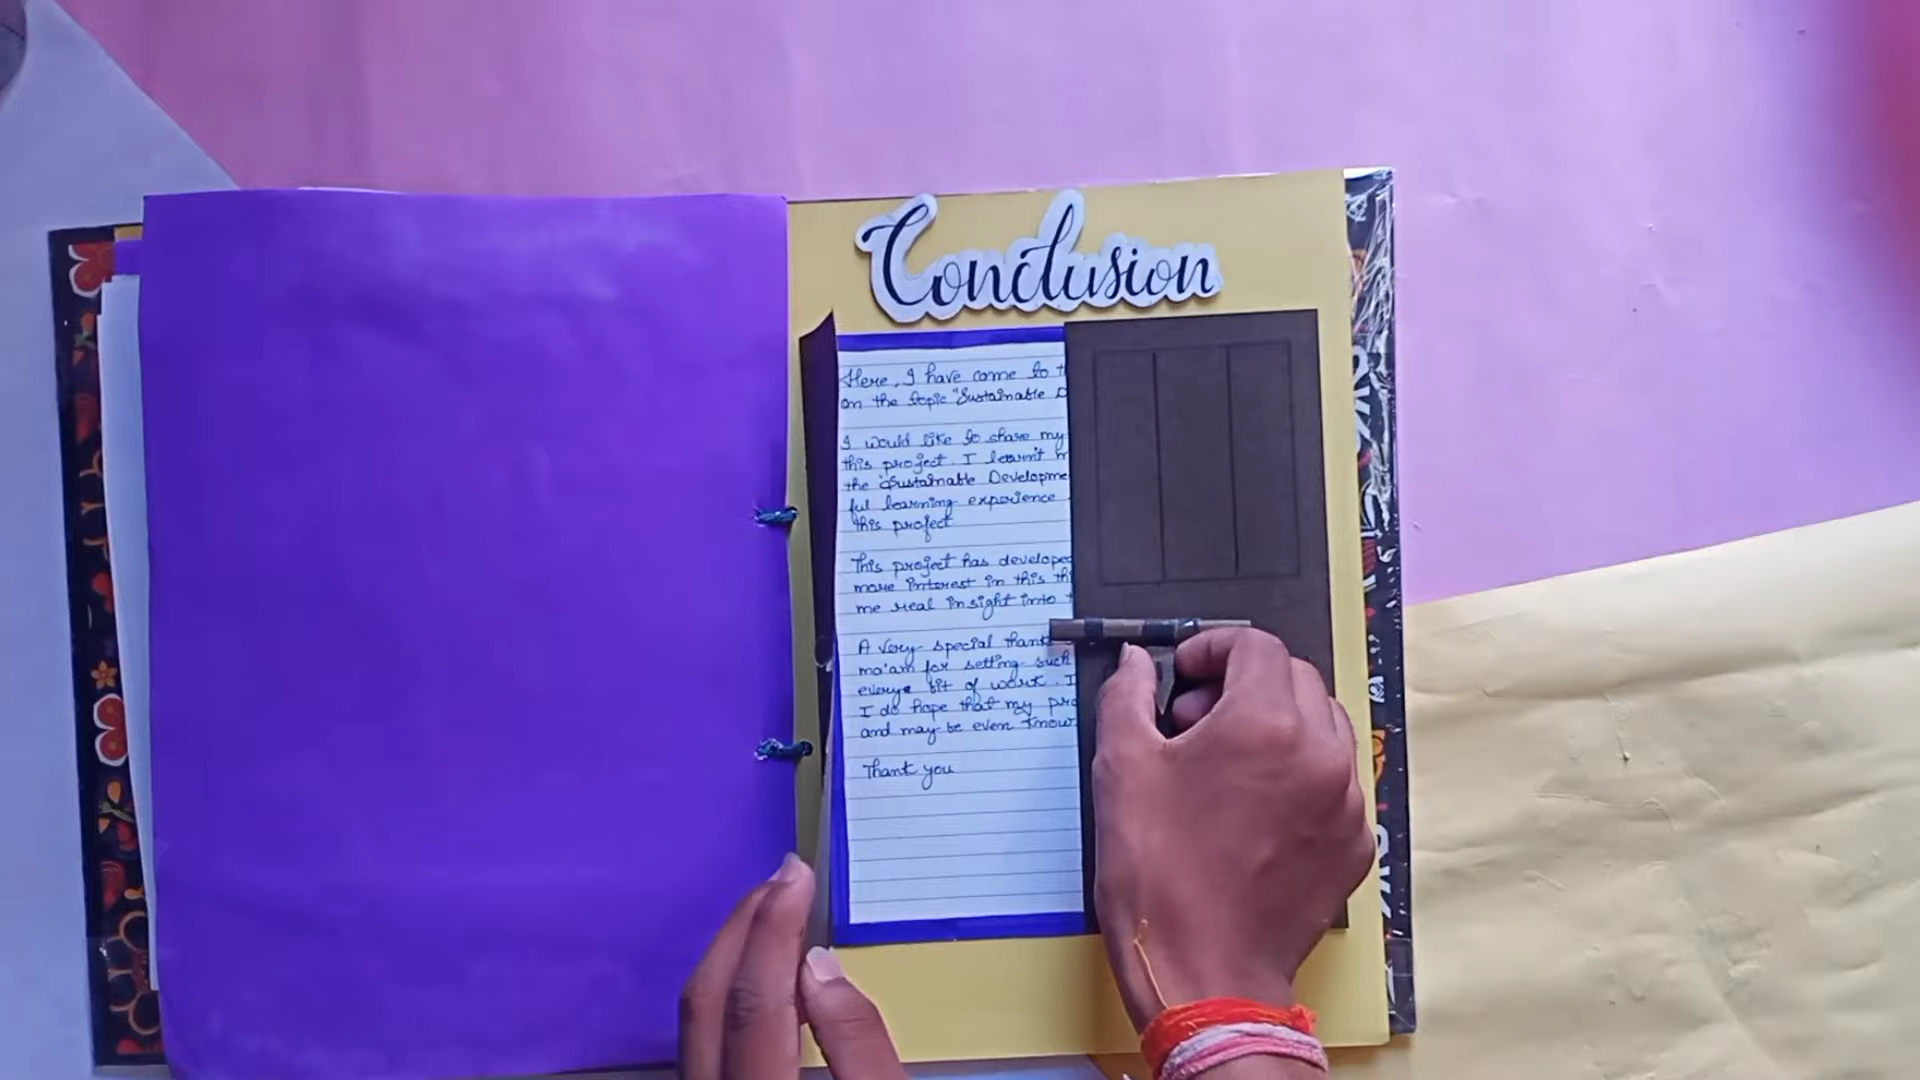 Conclusion
Here, I have come to
on the topic "Sustainable D
I would like to share my
this project. I learnt
the Sustainable Developme
ful learning experience
this project
This project has developed
more interest in this
me real insight into
A very special thank
ma'am for setting such
every bit of work. I
I do hope that my pro
and may be even know
Thank you